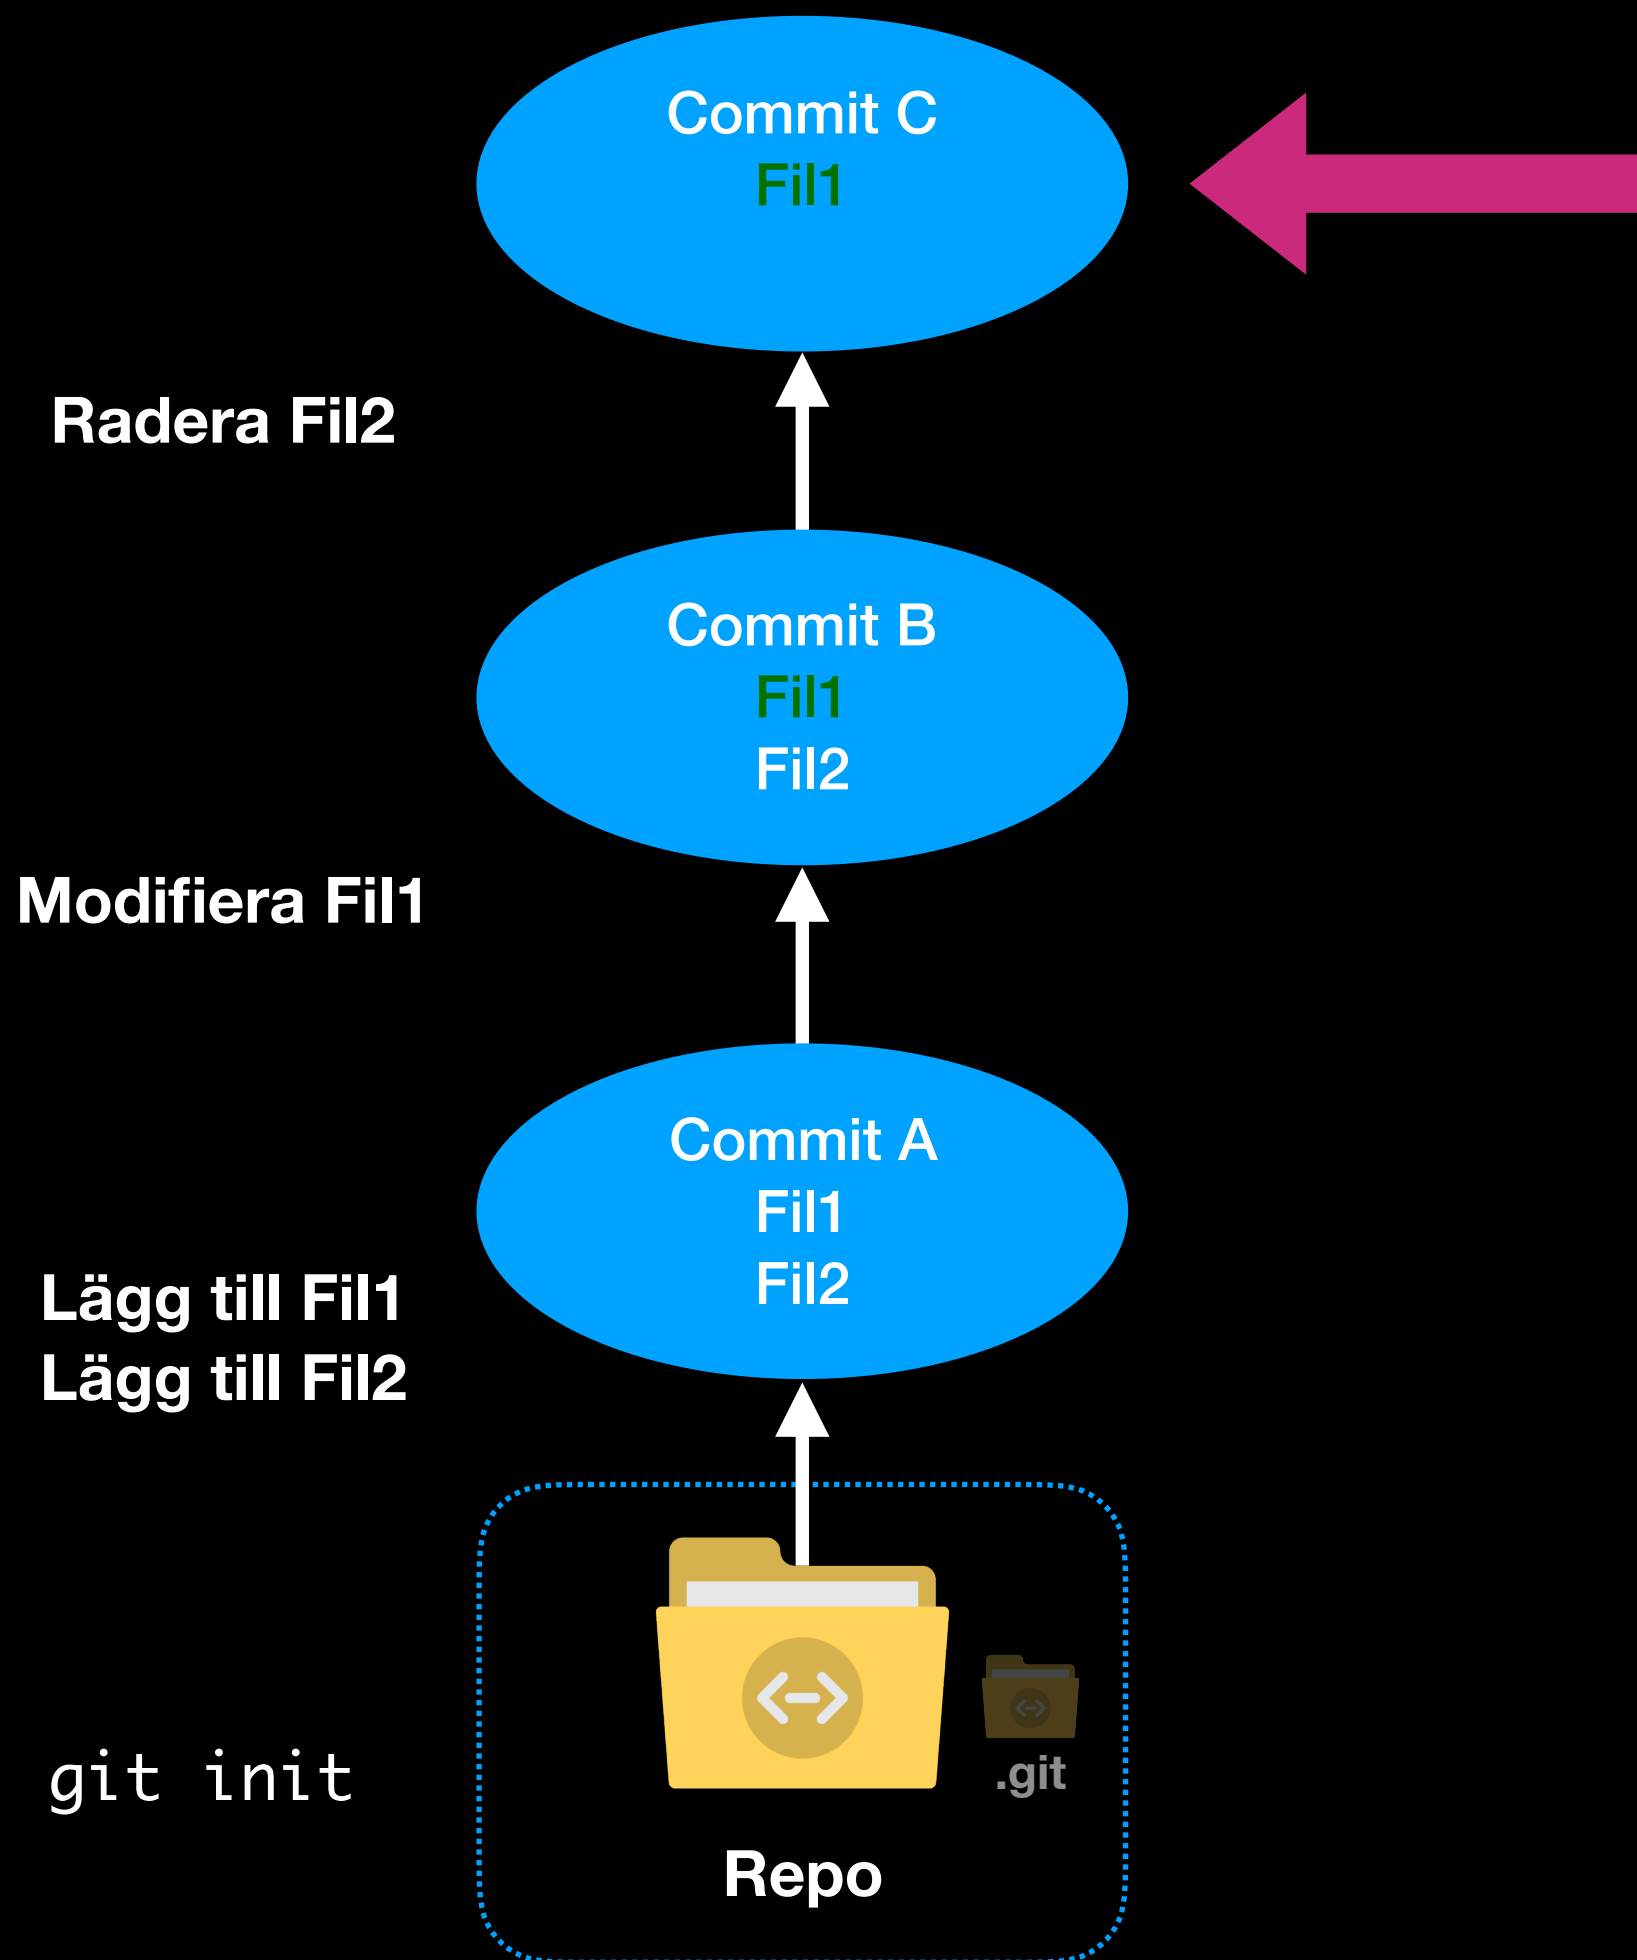 Commit C
Fil1
Radera Fil2
Commit B
Fil1
Fil2
Modifiera Fil1
Commit A
Fil1
Fil2
Lägg till Fil1
Lägg till Fil2
git init
.git
Repo